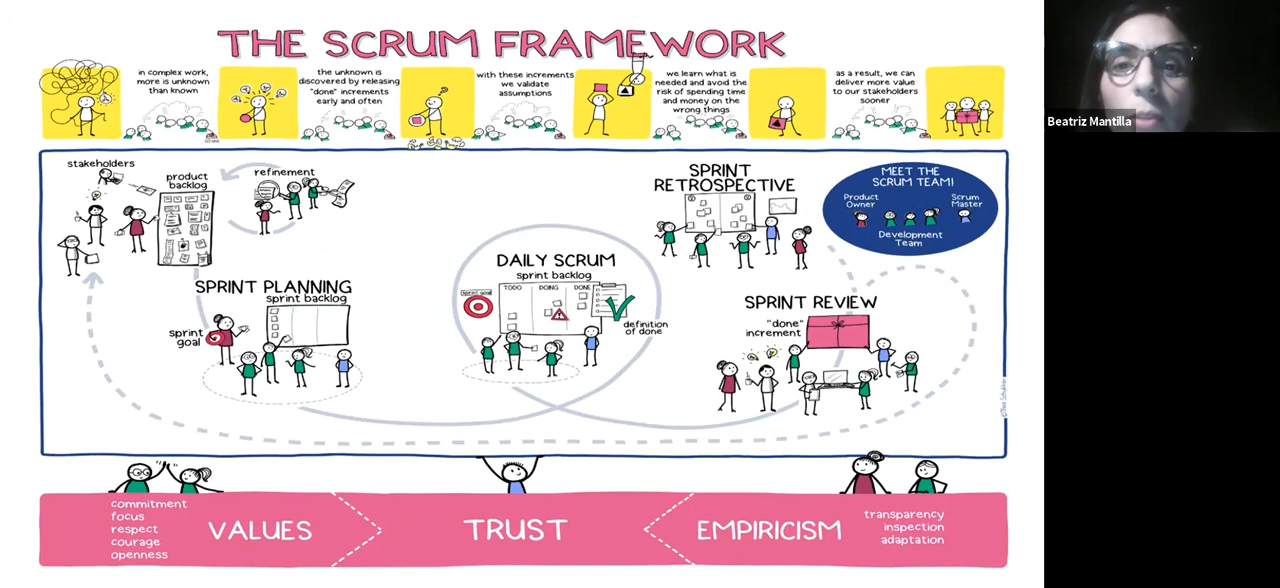 THE SCRUM FRAMEWORK
in complex work,
more is unknown
than known
the unknown is
discovered by releasing
"done" increments
early and often
with these increments
we validate
assumptions
we learn what is
needed and avoid the
risk of spending time
and money on the
wrong things
as a result, we can
deliver more value
to our stakeholders
sooner
stakeholders
product
backlog
refinement
SPRINT PLANNING
sprint backlog
sprint
goal
DAILY SCRUM
sprint backlog
sprint goal
TODO
DOING
DONE
definition
of done
SPRINT
RETROSPECTIVE
MEET THE
SCRUM TEAM!
Product
Owner
Scrum
Master
Development
Team
SPRINT REVIEW
"done"
increment
commitment
focus
respect
courage
openness
VALUES
TRUST
EMPIRICISM
transparency
inspection
adaptation
Beatriz Mantilla